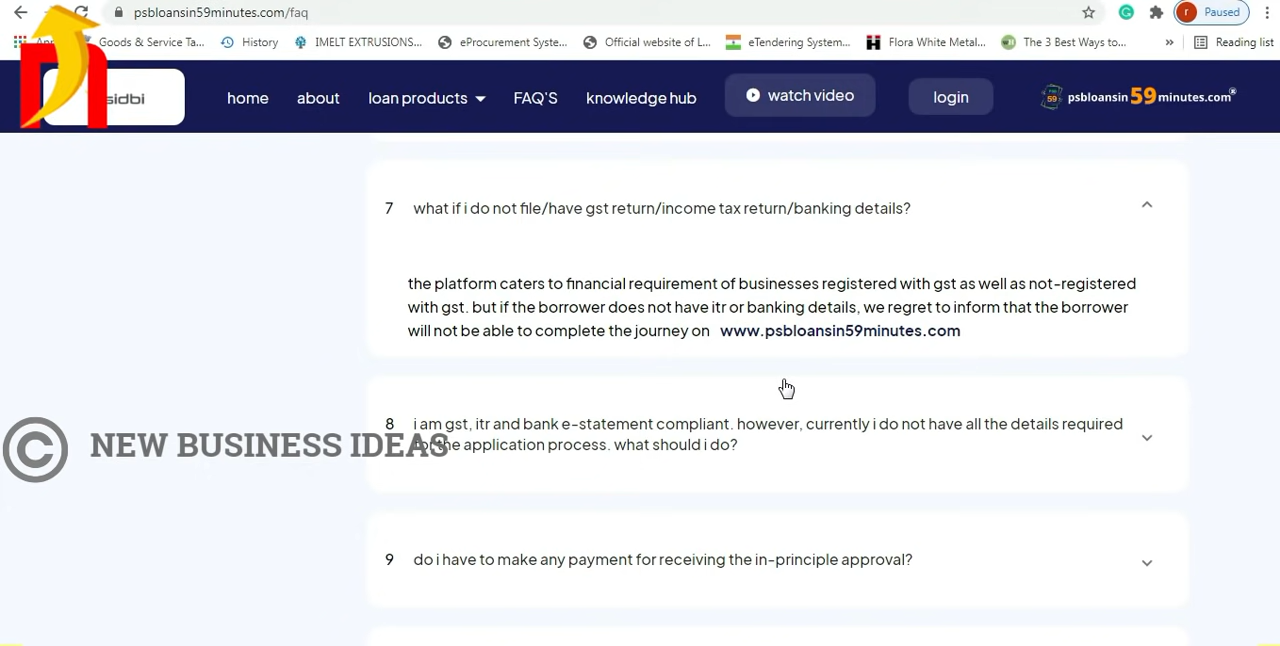 psbloansin59minutes.com/faq
Paused
Goods & Service Ta...
History
IMELT EXTRUSIONS...
eProcurement Syste...
Official website of L...
eTendering System...
Flora White Metal...
The 3 Best Ways to...
»
Reading list
sidbi
home
about
loan products
FAQ'S
knowledge hub
watch video
login
psbloansin59minutes.com
7 what if i do not file/have gst return/income tax return/banking details?
the platform caters to financial requirement of businesses registered with gst as well as not-registered
with gst. but if the borrower does not have itr or banking details, we regret to inform that the borrower
will not be able to complete the journey on www.psbloansin59minutes.com
8 i am gst, itr and bank e-statement compliant. however, currently i do not have all the details required
for the application process. what should i do?
© NEW BUSINESS IDEAS
9 do i have to make any payment for receiving the in-principle approval?